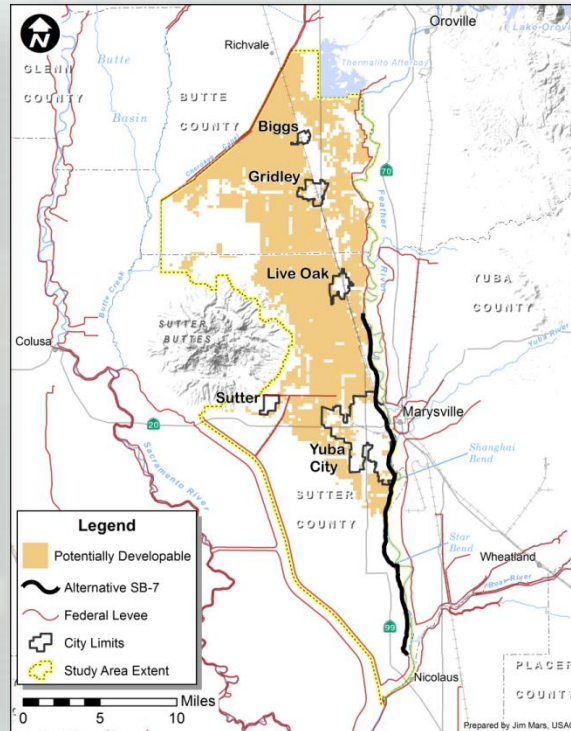 N
Oroville
Lake Oroville
Richvale
Thermalito Afterbay
GLENN
COUNTY
Butte
Basin
BUTTE
COUNTY
Biggs
Cherokee Canal
Gridley
70
Feather
River
Live Oak
YUBA
COUNTY
Butte Creek
SUTTER
BUTTES
Yuba River
Colusa
Sutter
Marysville
20
Yuba
City
Shanghai
Bend
Sacramento River
SUTTER
COUNTY
Star
Bend
Wheatland
Bear River
99
Nicolaus
PLACER
COUNTY
Legend
Potentially Developable
Alternative SB-7
Federal Levee
City Limits
Study Area Extent
Miles
0 5 10
Prepared by Jim Mars, USAC